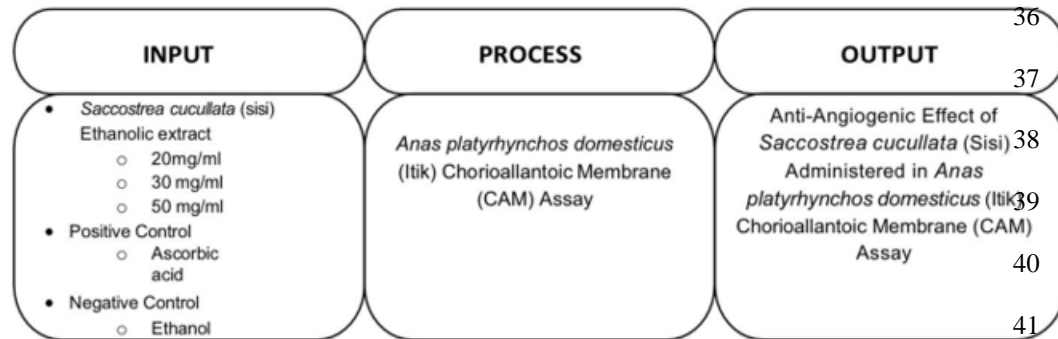 36
INPUT
PROCESS
OUTPUT
37
• Saccostrea cucullata (sisi)
Ethanolic extract
○ 20mg/ml
○ 30 mg/ml
○ 50 mg/ml
• Positive Control
○ Ascorbic
acid
• Negative Control
○ Ethanol
Anas platyrhynchos domesticus
(Itik) Chorioallantoic Membrane
(CAM) Assay
Anti-Angiogenic Effect of
Saccostrea cucullata (Sisi)
Administered in Anas
platyrhynchos domesticus (Itik)
Chorioallantoic Membrane (CAM)
Assay
38
39
40
41